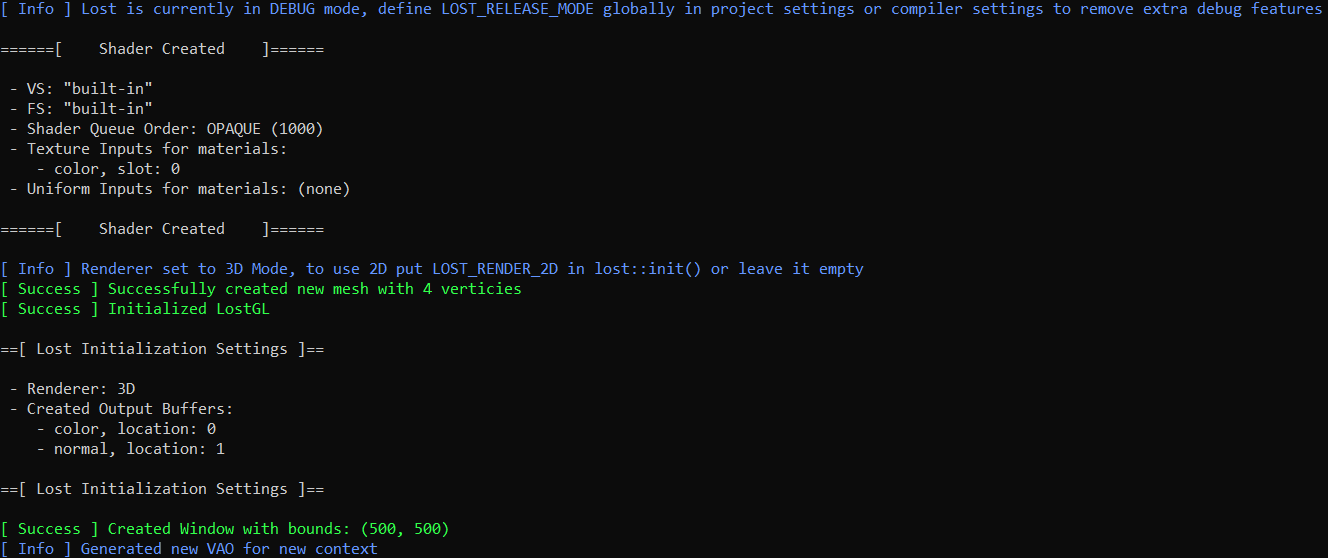 [ Info ] Lost is currently in DEBUG mode, define LOST_RELEASE_MODE globally in project settings or compiler settings to remove extra debug features
======[    Shader Created    ]======
 - VS: "built-in"
 - FS: "built-in"
 - Shader Queue Order: OPAQUE (1000)
 - Texture Inputs for materials:
    - color, slot: 0
 - Uniform Inputs for materials: (none)
======[    Shader Created    ]======
[ Info ] Renderer set to 3D Mode, to use 2D put LOST_RENDER_2D in lost::init() or leave it empty
[ Success ] Successfully created new mesh with 4 verticies
[ Success ] Initialized LostGL
==[ Lost Initialization Settings ]==
 - Renderer: 3D
 - Created Output Buffers:
    - color, location: 0
    - normal, location: 1
==[ Lost Initialization Settings ]==
[ Success ] Created Window with bounds: (500, 500)
[ Info ] Generated new VAO for new context